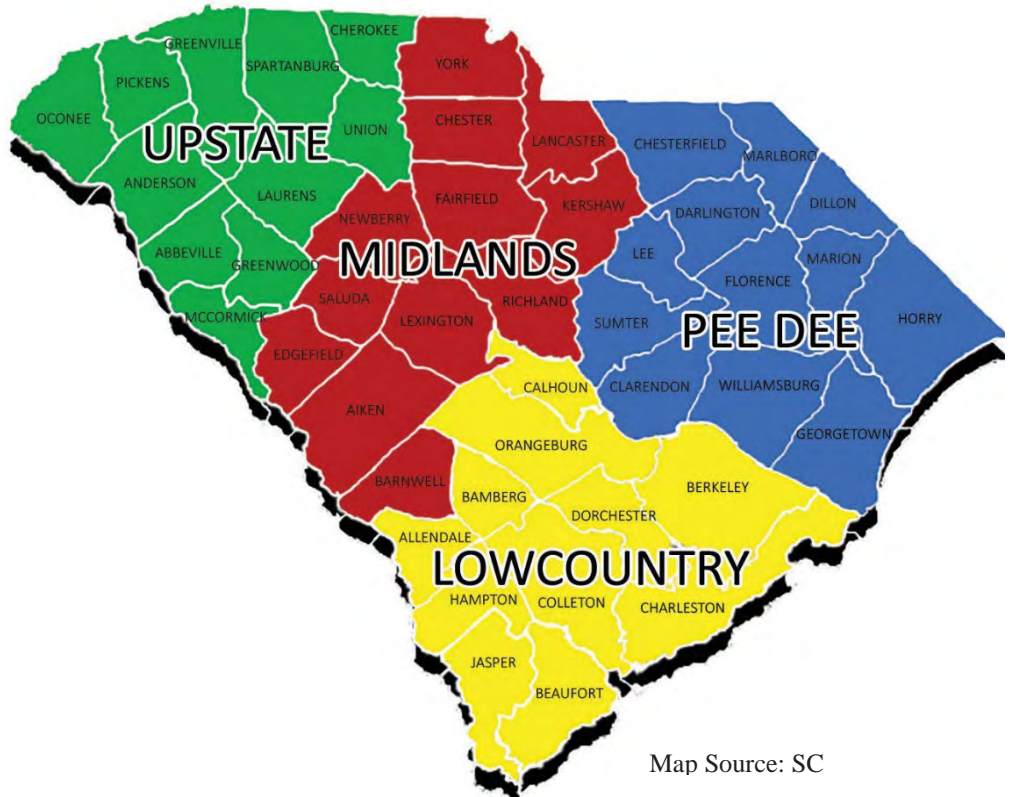 CHEROKEE
GREENVILLE
SPARTANBURG
YORK
PICKENS
OCONEE
UNION
CHESTER
UPSTATE
LANCASTER
CHESTERFIELD
MARLBORO
ANDERSON
LAURENS
FAIRFIELD
KERSHAW
DILLON
NEWBERRY
DARLINGTON
ABBEVILLE
GREENWOOD
MIDLANDS
LEE
MARION
FLORENCE
SALUDA
RICHLAND
MCCORMICK
LEXINGTON
SUMTER
PEE DEE
HORRY
EDGEFIELD
CALHOUN
CLARENDON
WILLIAMSBURG
AIKEN
GEORGETOWN
ORANGEBURG
BARNWELL
BAMBERG
BERKELEY
DORCHESTER
ALLENDALE
LOWCOUNTRY
HAMPTON
COLLETON
CHARLESTON
JASPER
BEAUFORT
Map Source: SC